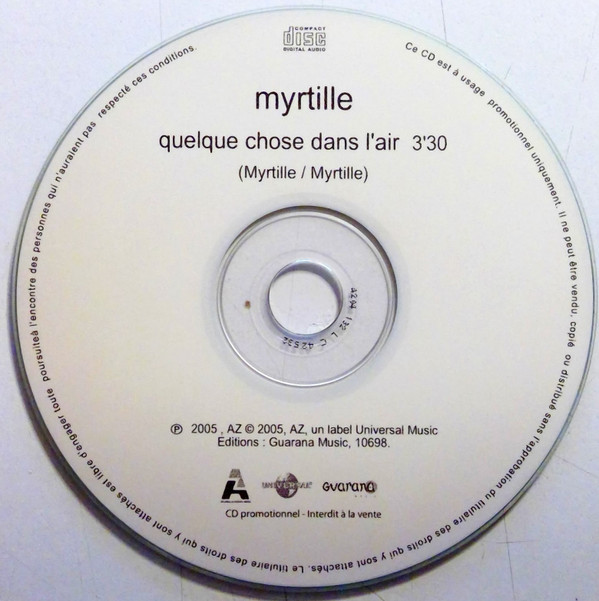 COMPACT
disc
DIGITAL AUDIO
myrtille
quelque chose dans l'air 3'30
(Myrtille / Myrtille)
℗ 2005 , AZ © 2005, AZ, un label Universal Music
Editions : Guarana Music, 10698.
UNIVERSAL
GUARANA
CD promotionnel - Interdit à la vente
Ce CD est à usage promotionnel uniquement. Il ne peut être vendu, copié ou distribué sans l'approbation du titulaire des droits qui y sont attachés. Le titulaire des droits qui y sont attachés est libre d'engager toute poursuiteà l'encontre des personnes qui n'auraient pas respecté ces conditions.